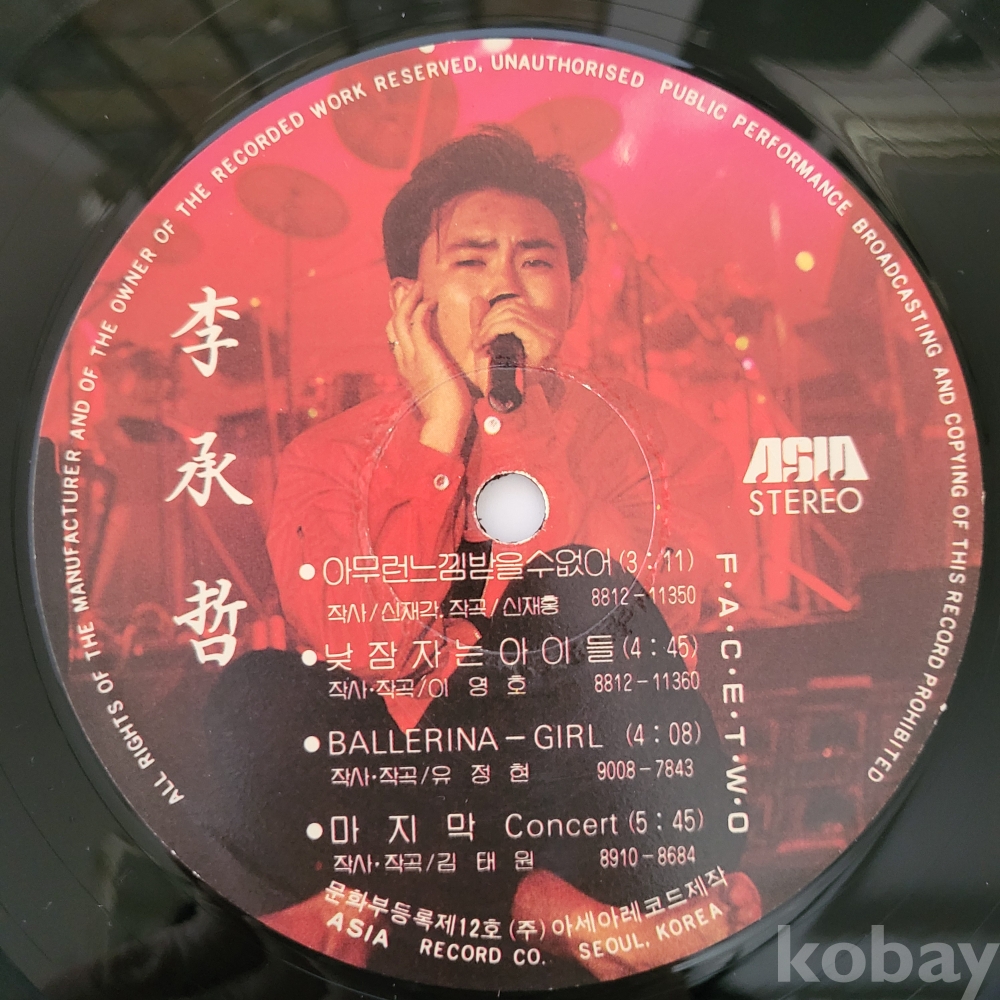 ALL RIGHTS OF THE MANUFACTURER AND OF THE OWNER OF THE RECORDED WORK RESERVED, UNAUTHORISED PUBLIC PERFORMANCE BROADCASTING AND COPYING OF THIS RECORD PROHIBITED
李承哲
ASIA
STEREO
F·A·C·E·T·W·O
● 아무런느낌받을수없어 (3:11)
작사/신재각. 작곡/신재홍 8812-11350
● 낮잠자는아이들 (4:45)
작사·작곡/이영호 8812-11360
● BALLERINA-GIRL (4:08)
작사·작곡/유정현 9008-7843
● 마지막 Concert (5:45)
작사·작곡/김태원 8910-8684
문화부등록제12호 (주)아세아레코드제작
ASIA RECORD CO. SEOUL, KOREA
kobay